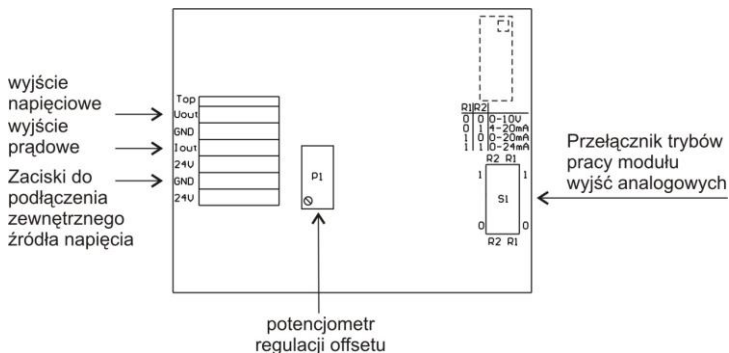 wyjście
napięciowe
wyjście
prądowe
Zaciski do
podłączenia
zewnętrznego
źródła napięcia
Top
Uout
GND
Iout
24V
GND
24V
P1
potencjometr
regulacji offsetu
R1 R2
0 0 0-10V
0 1 4-20mA
1 0 0-20mA
1 1 0-24mA
R2 R1
1 1
S1
0 0
R2 R1
Przełącznik trybów
pracy modułu
wyjść analogowych